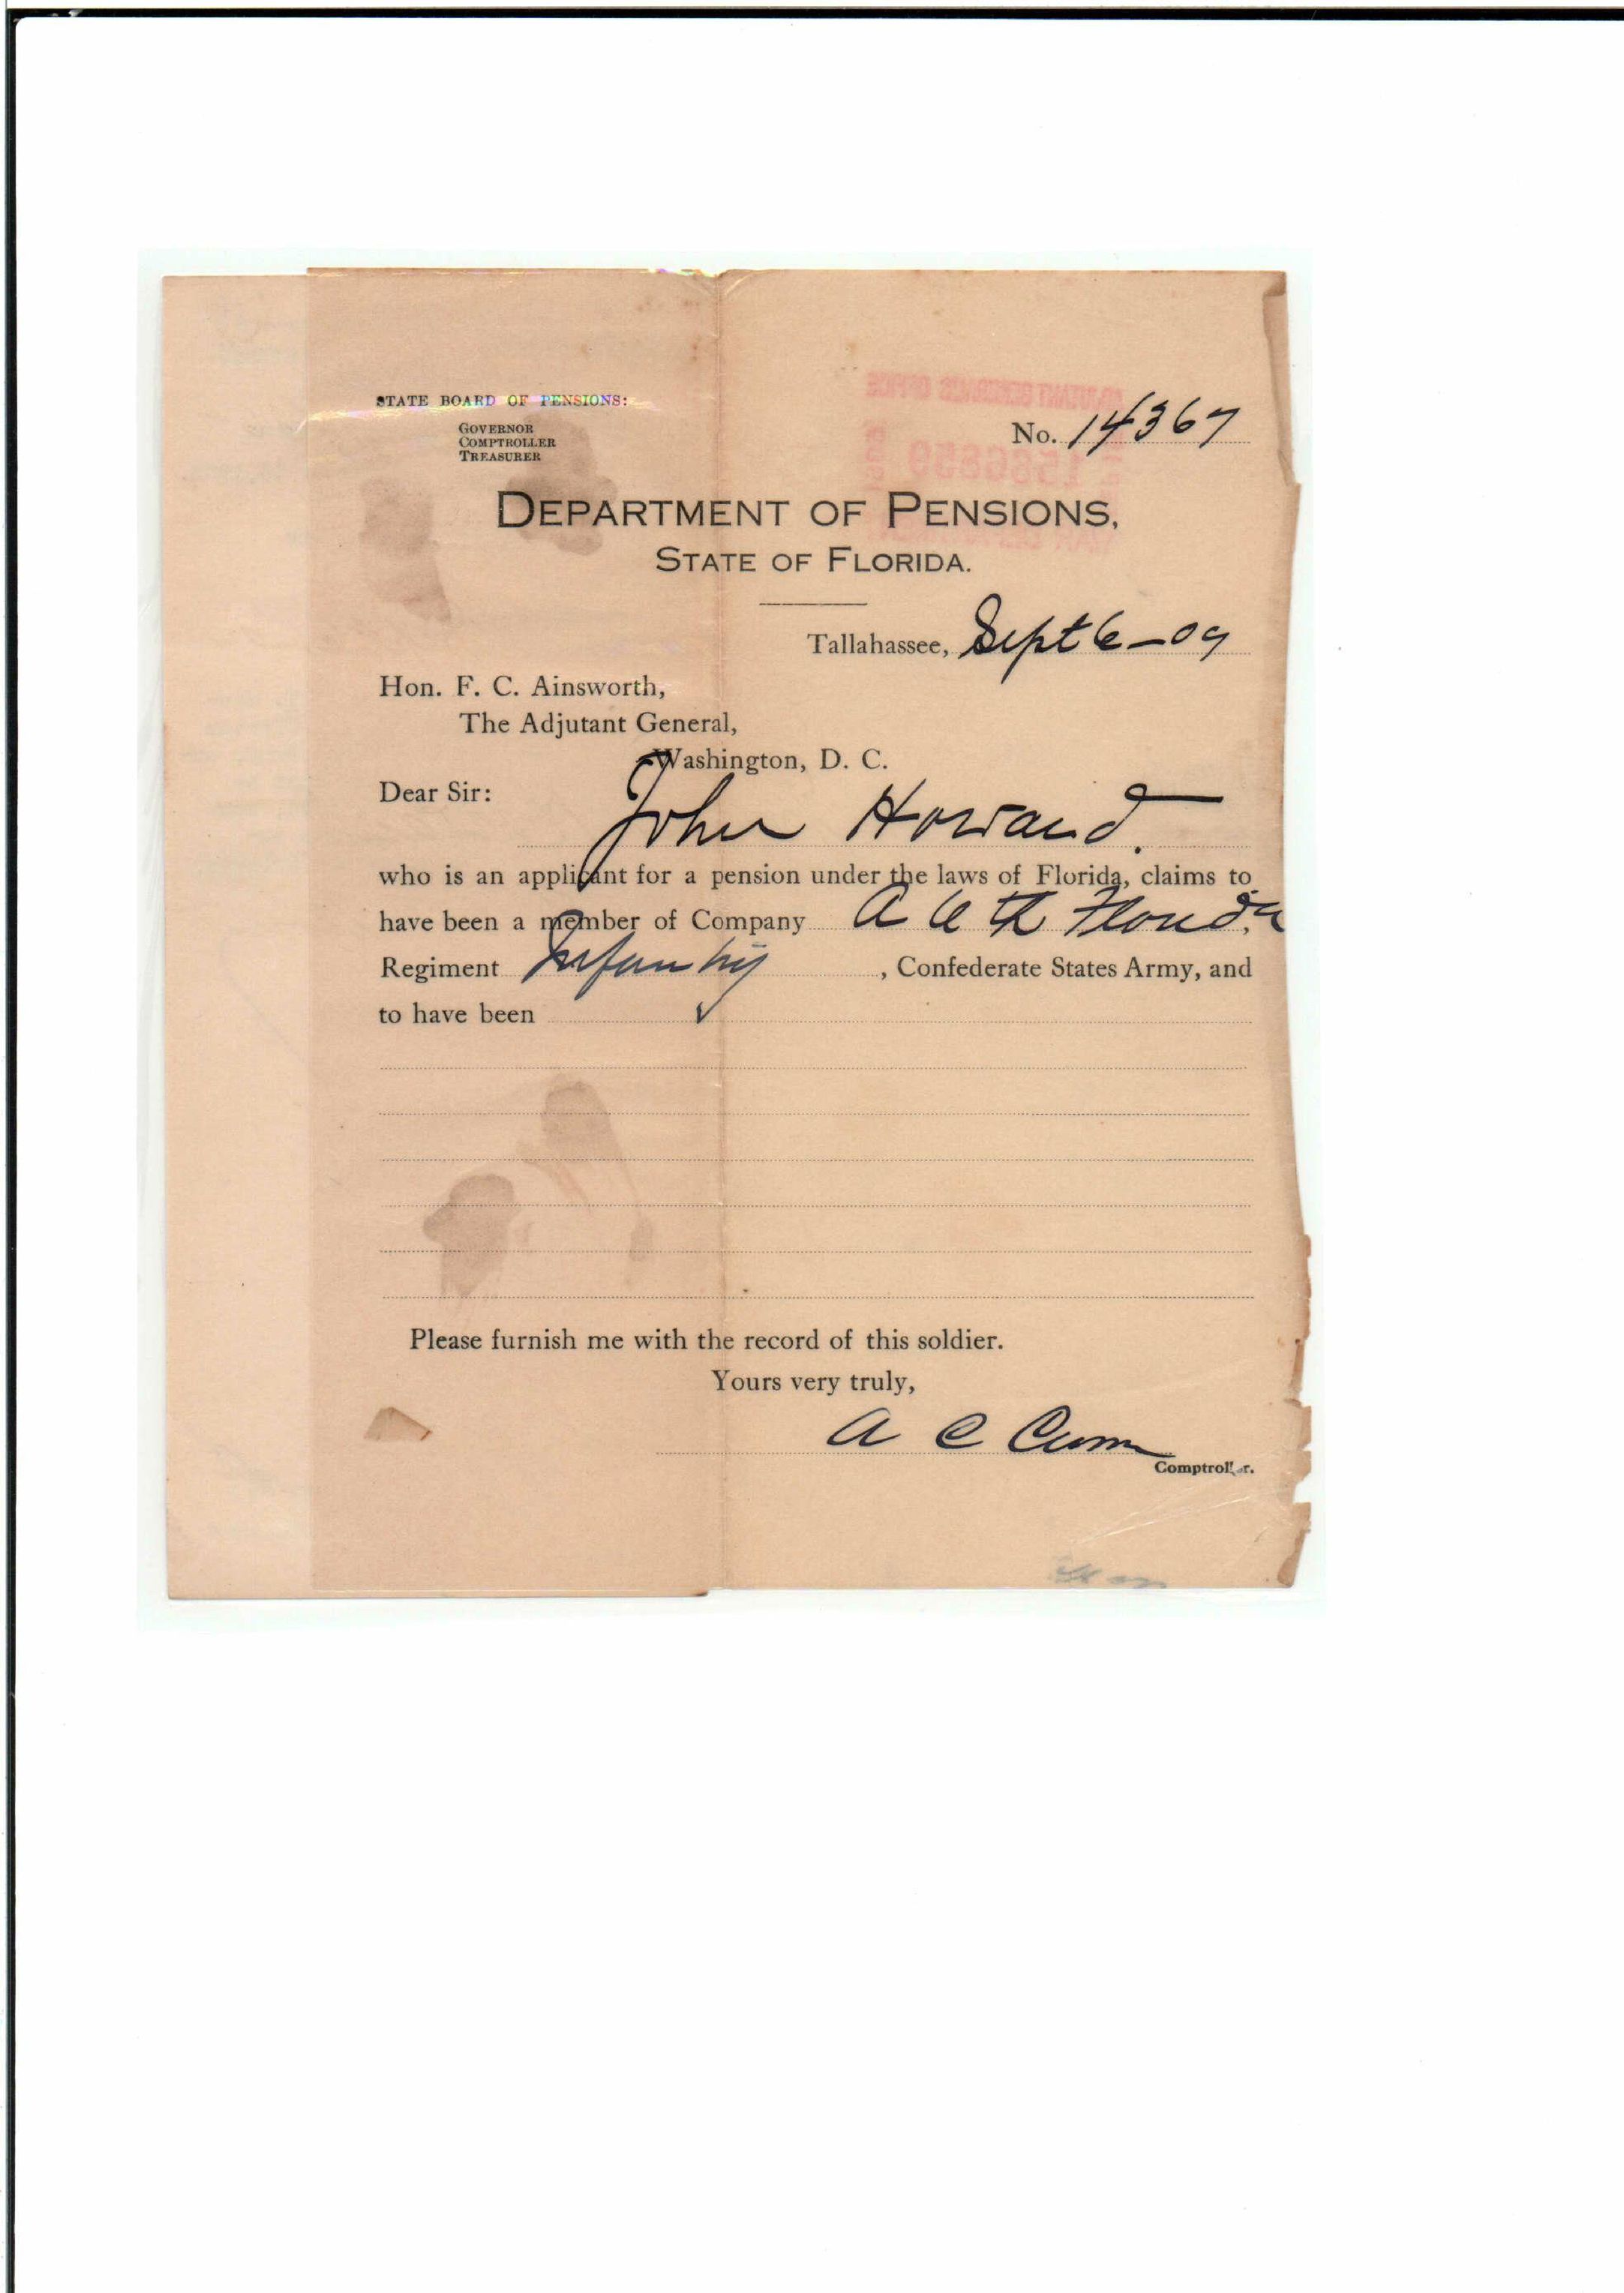 STATE BOARD OF PENSIONS:
GOVERNOR
COMPTROLLER
TREASURER
No. 14367
DEPARTMENT OF PENSIONS,
STATE OF FLORIDA.
Tallahassee, Sept 6-09
Hon. F. C. Ainsworth,
The Adjutant General,
Washington, D. C.
Dear Sir:
John Howard.
who is an applicant for a pension under the laws of Florida, claims to
have been a member of Company A 6th Florida
Regiment Infantry, Confederate States Army, and
to have been
Please furnish me with the record of this soldier.
Yours very truly,
A C
Comptroller.